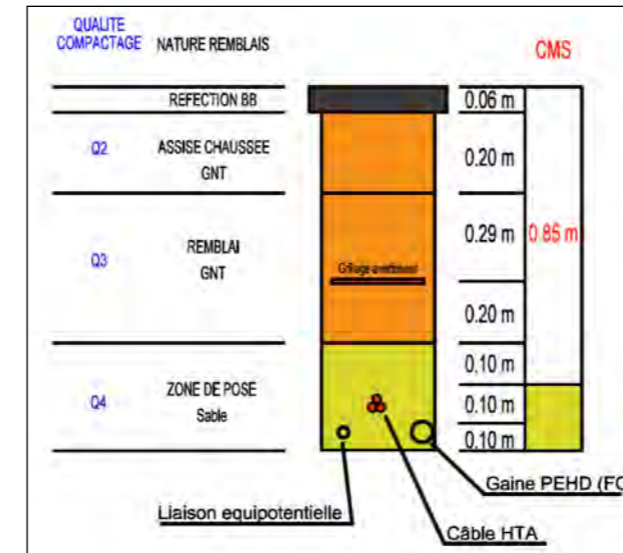 QUALITE
COMPACTAGE
NATURE REMBLAIS
CMS
REFECTION BB
0.06 m
Q2
ASSISE CHAUSSEE
GNT
0.20 m
Q3
REMBLAI
GNT
Grillage avertisseur
0.29 m
0.85 m
0.20 m
Q4
ZONE DE POSE
Sable
0,10 m
0.10 m
0.10 m
Gaine PEHD (FO
Liaison equipotentielle
Câble HTA